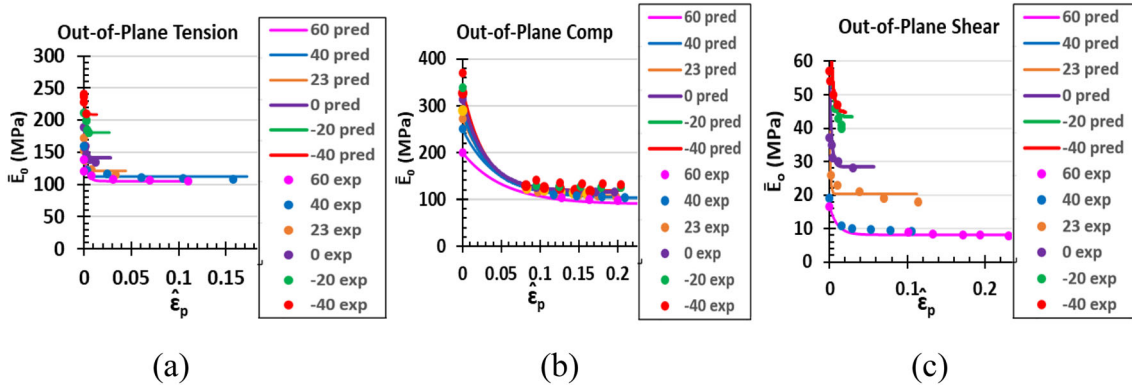 Out-of-Plane Tension
300
250
200
150
100
50
0
Ē₀ (MPa)
0 0.05 0.1 0.15
ε̂p
60 pred
40 pred
23 pred
0 pred
-20 pred
-40 pred
60 exp
40 exp
23 exp
0 exp
-20 exp
-40 exp
(a)
Out-of-Plane Comp
400
300
200
100
0
Ē₀ (MPa)
0 0.05 0.1 0.15 0.2
ε̂p
60 pred
40 pred
23 pred
0 pred
-20 pred
-40 pred
60 exp
40 exp
23 exp
0 exp
-20 exp
-40 exp
(b)
Out-of-Plane Shear
60
50
40
30
20
10
0
Ēₒ (MPa)
0 0.1 0.2
ε̂p
60 pred
40 pred
23 pred
0 pred
-20 pred
-40 pred
60 exp
40 exp
23 exp
0 exp
-20 exp
-40 exp
(c)